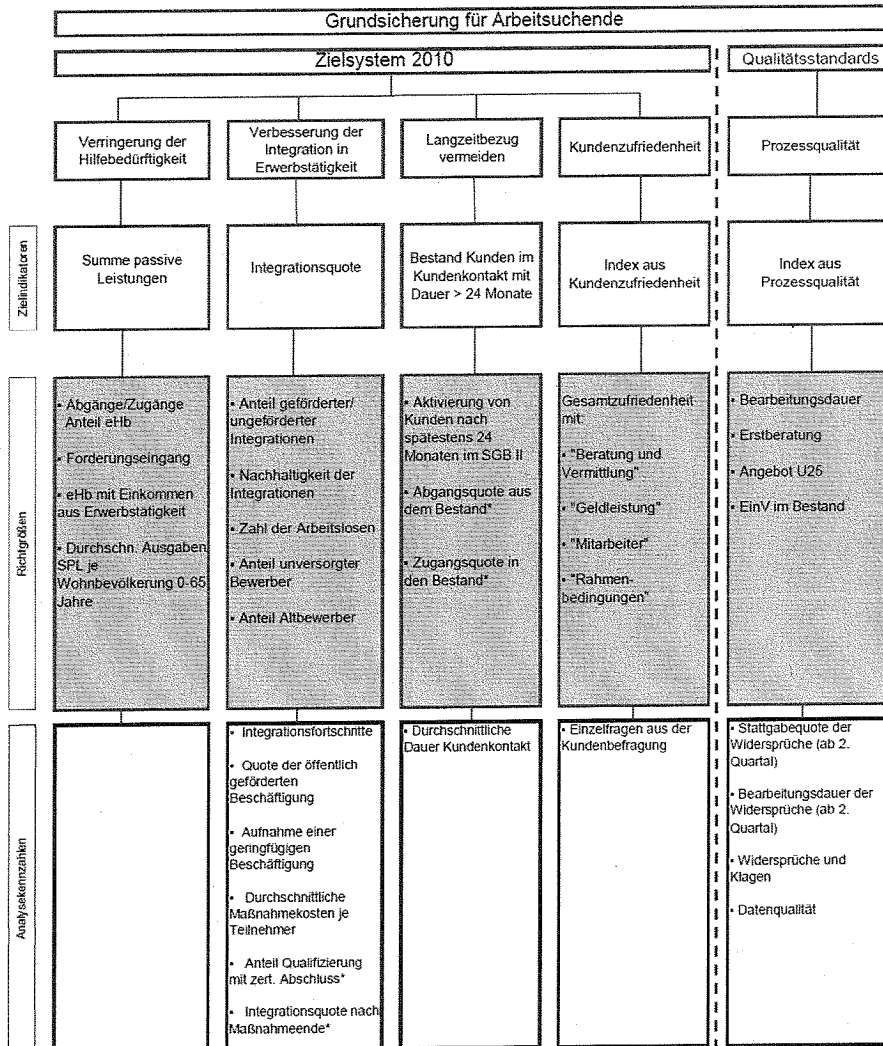 Grundsicherung für Arbeitsuchende
Zielsystem 2010
Qualitätsstandards
Verringerung der
Hilfebedürftigkeit
Verbesserung der
Integration in
Erwerbstätigkeit
Langzeitbezug
vermeiden
Kundenzufriedenheit
Prozessqualität
Zielindikatoren
Summe passive
Leistungen
Integrationsquote
Bestand Kunden im
Kundenkontakt mit
Dauer > 24 Monate
Index aus
Kundenzufriedenheit
Index aus
Prozessqualität
Richtgrößen
• Abgänge/Zugänge
Anteil eHb
• Forderungseingang
• eHb mit Einkommen
aus Erwerbstätigkeit
• Durchschn. Ausgaben
SPL je
Wohnbevölkerung 0-65
Jahre
• Anteil geförderter/
ungeförderter
Integrationen
• Nachhaltigkeit der
Integrationen
• Zahl der Arbeitslosen
• Anteil unversorgter
Bewerber
• Anteil Altbewerber
• Aktivierung von
Kunden nach
spätestens 24
Monaten im SGB II
• Abgangsquote aus
dem Bestand*
• Zugangsquote in
den Bestand*
Gesamtzufriedenheit
mit:
• "Beratung und
Vermittlung"
• "Geldleistung"
• "Mitarbeiter"
• "Rahmen-
bedingungen"
• Bearbeitungsdauer
• Erstberatung
• Angebot U25
• EinV im Bestand
Analysekennzahlen
• Integrationsfortschritte
• Quote der öffentlich
geförderten
Beschäftigung
• Aufnahme einer
geringfügigen
Beschäftigung
• Durchschnittliche
Maßnahmekosten je
Teilnehmer
• Anteil Qualifizierung
mit zert. Abschluss*
• Integrationsquote nach
Maßnahmeende*
• Durchschnittliche
Dauer Kundenkontakt
• Einzelfragen aus der
Kundenbefragung
• Stattgabequote der
Widersprüche (ab 2.
Quartal)
• Bearbeitungsdauer der
Widersprüche (ab 2.
Quartal)
• Widersprüche und
Klagen
• Datenqualität